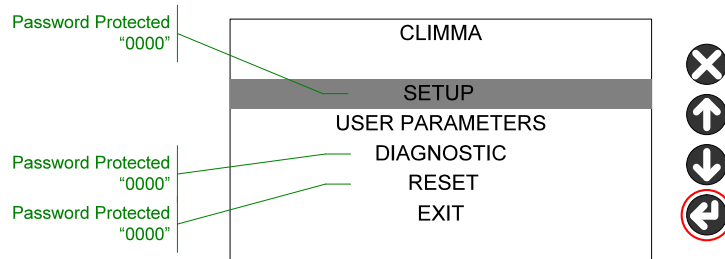 Password Protected
“0000”
CLIMMA
SETUP
USER PARAMETERS
Password Protected
“0000”
DIAGNOSTIC
Password Protected
“0000”
RESET
EXIT